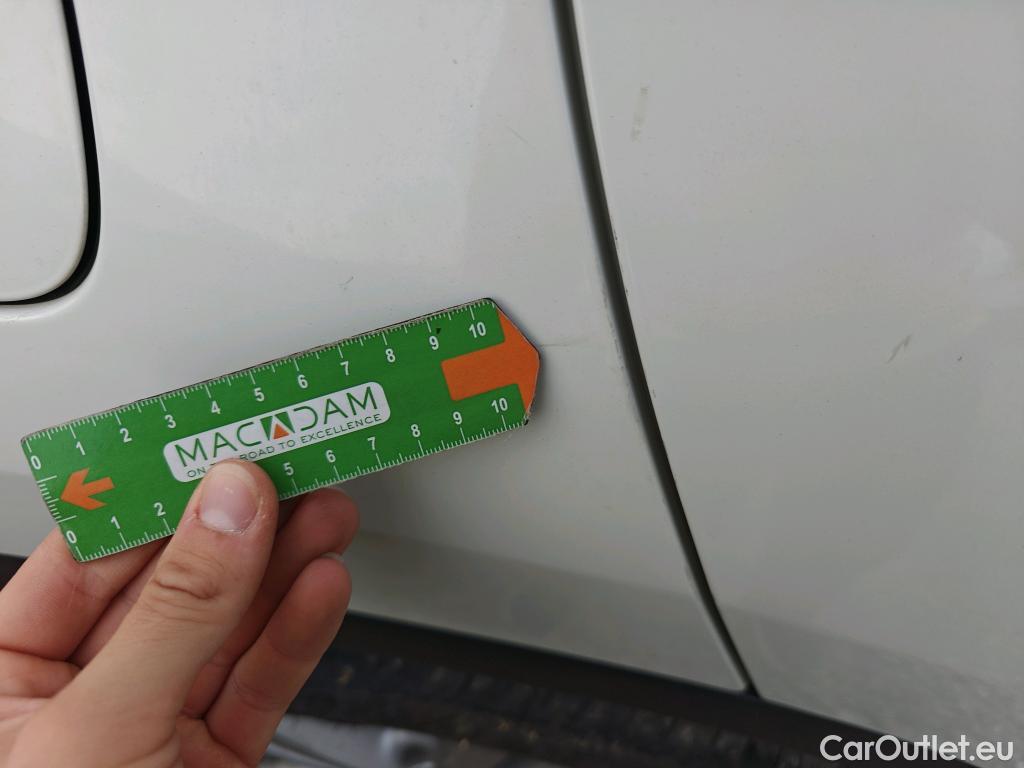 0 1 2 3 4 5 6 7 8 9 10
MACADAM
ON ROAD TO EXCELLENCE
0 1 2 5 6 7 8 9 10
CarOutlet.eu